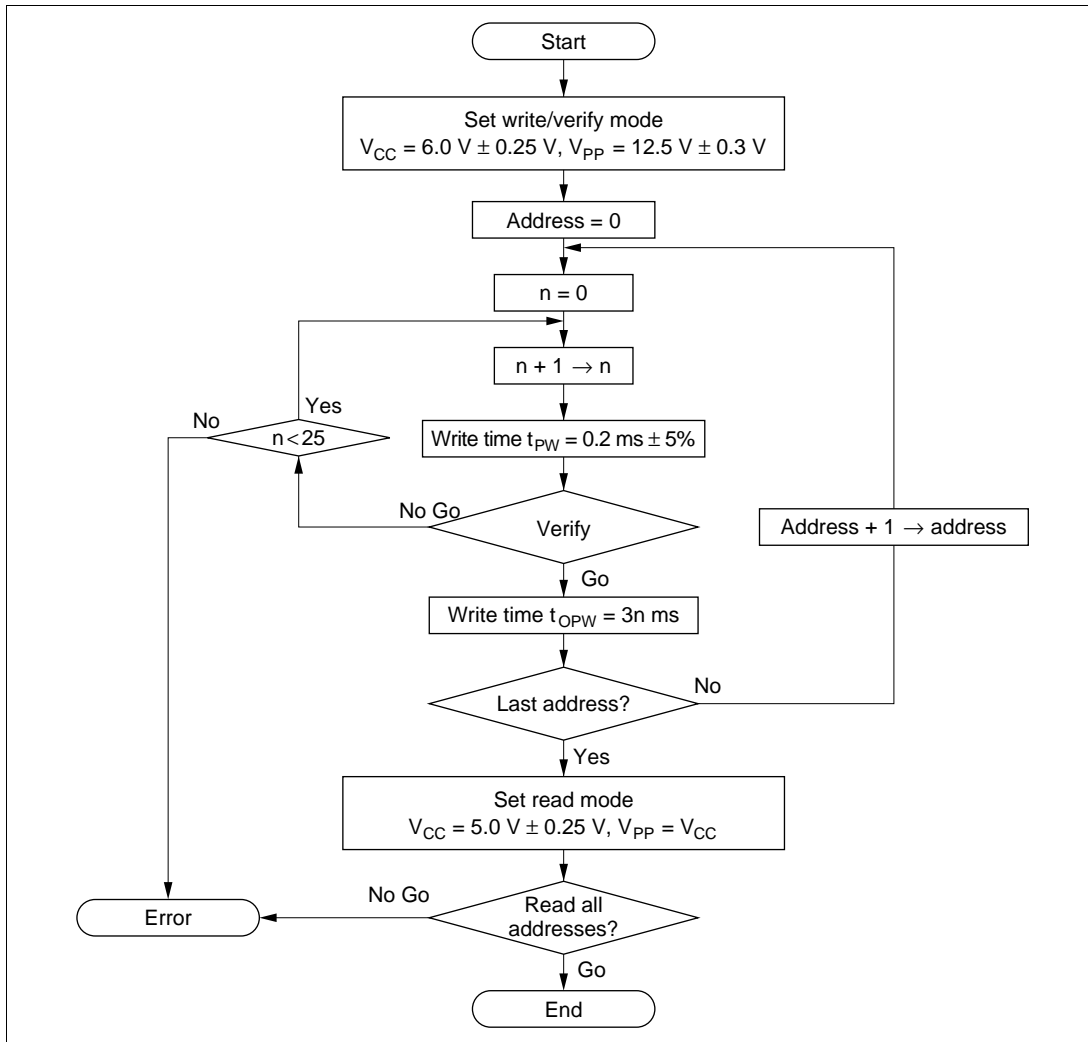 Start
Set write/verify mode
VCC = 6.0 V ± 0.25 V, VPP = 12.5 V ± 0.3 V
Address = 0
n = 0
n + 1 → n
No
Yes
n < 25
Write time tPW = 0.2 ms ± 5%
No Go
Verify
Address + 1 → address
Go
Write time tOPW = 3n ms
Last address?
No
Yes
Set read mode
VCC = 5.0 V ± 0.25 V, VPP = VCC
No Go
Read all
addresses?
Error
Go
End